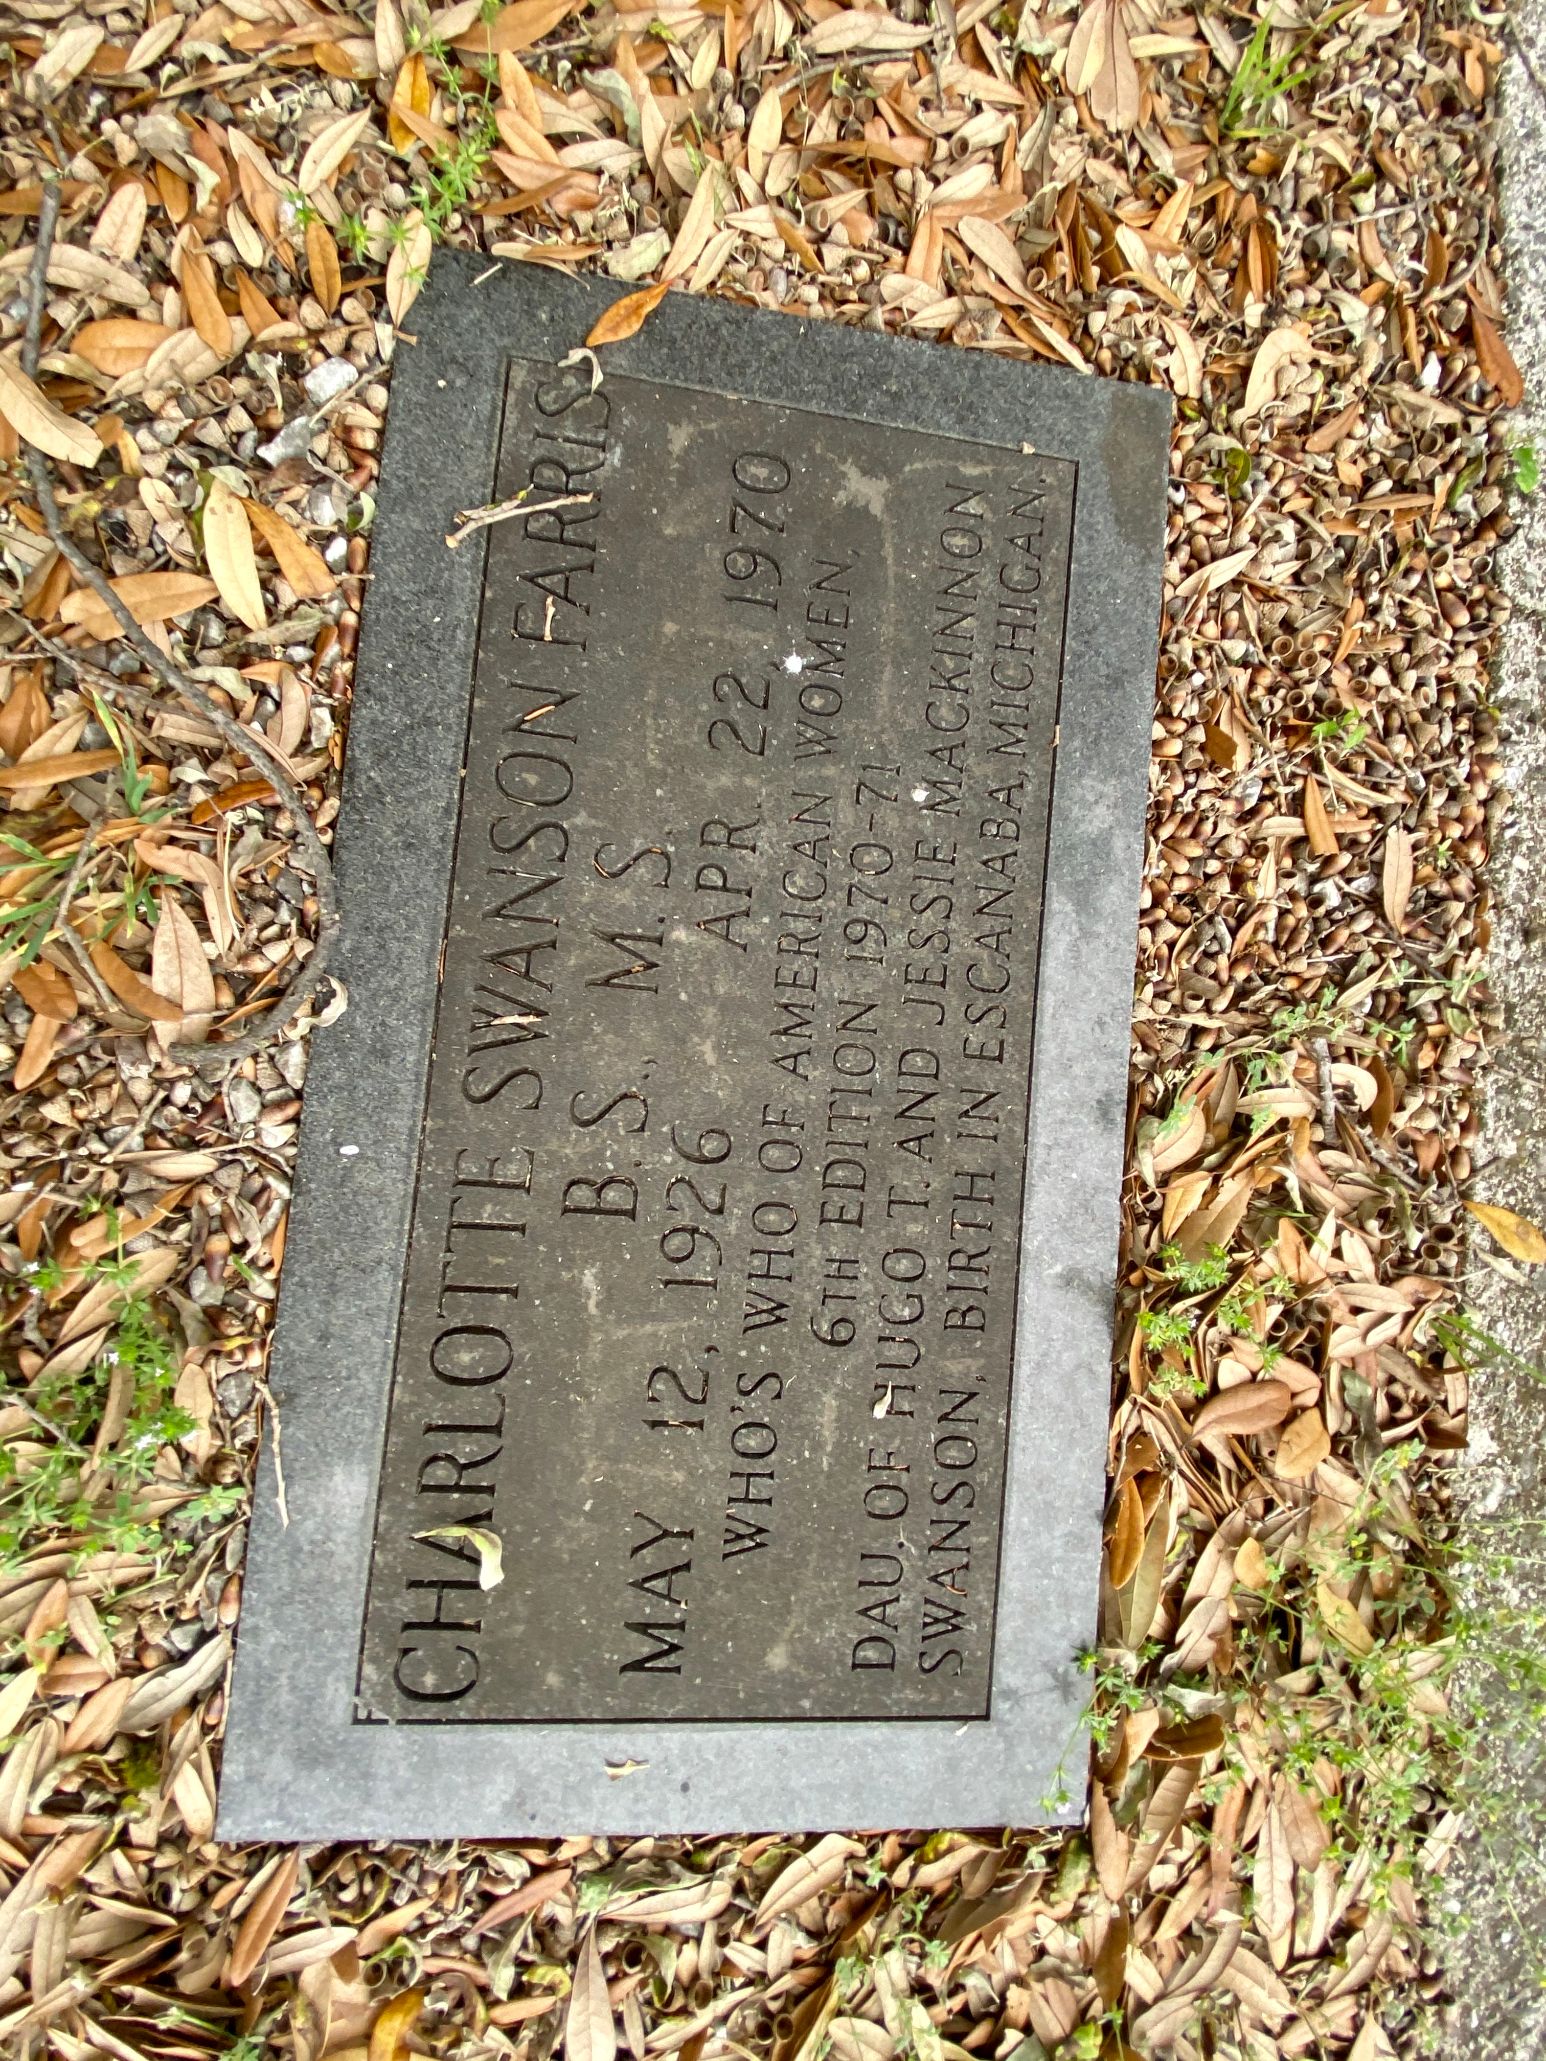 CHARLOTTE SWANSON FARRIS
B.S., M.S.
MAY 12, 1926 APR. 22, 1970
WHO'S WHO OF AMERICAN WOMEN,
6TH EDITION 1970-71
DAU. OF HUGO T. AND JESSIE MACKINNON
SWANSON, BIRTH IN ESCANABA, MICHIGAN.